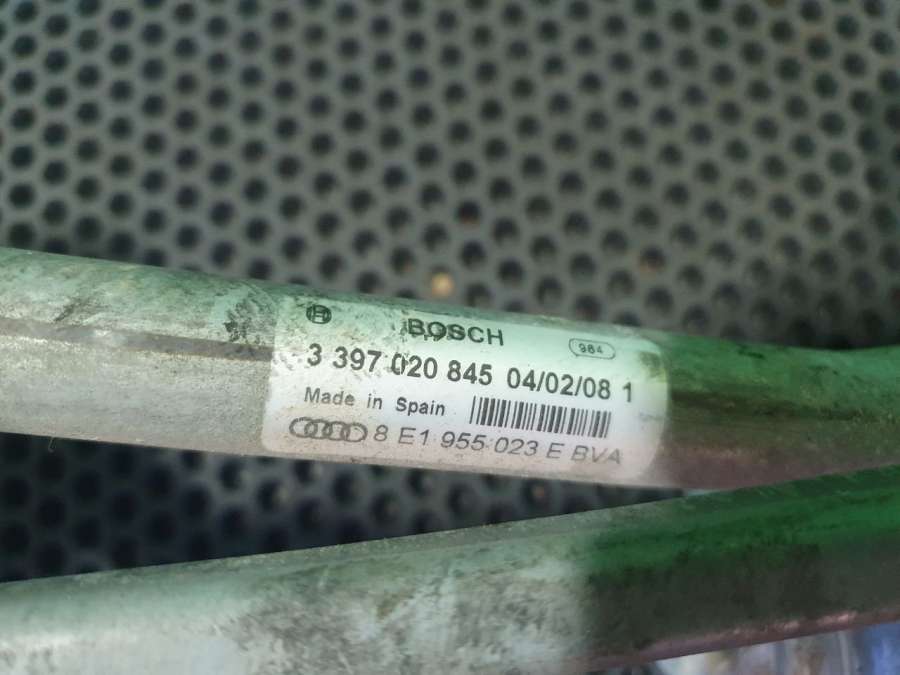 BOSCH
984
3 397 020 845 04/02/08 1
Made in Spain
8 E1 955 023 E BVA